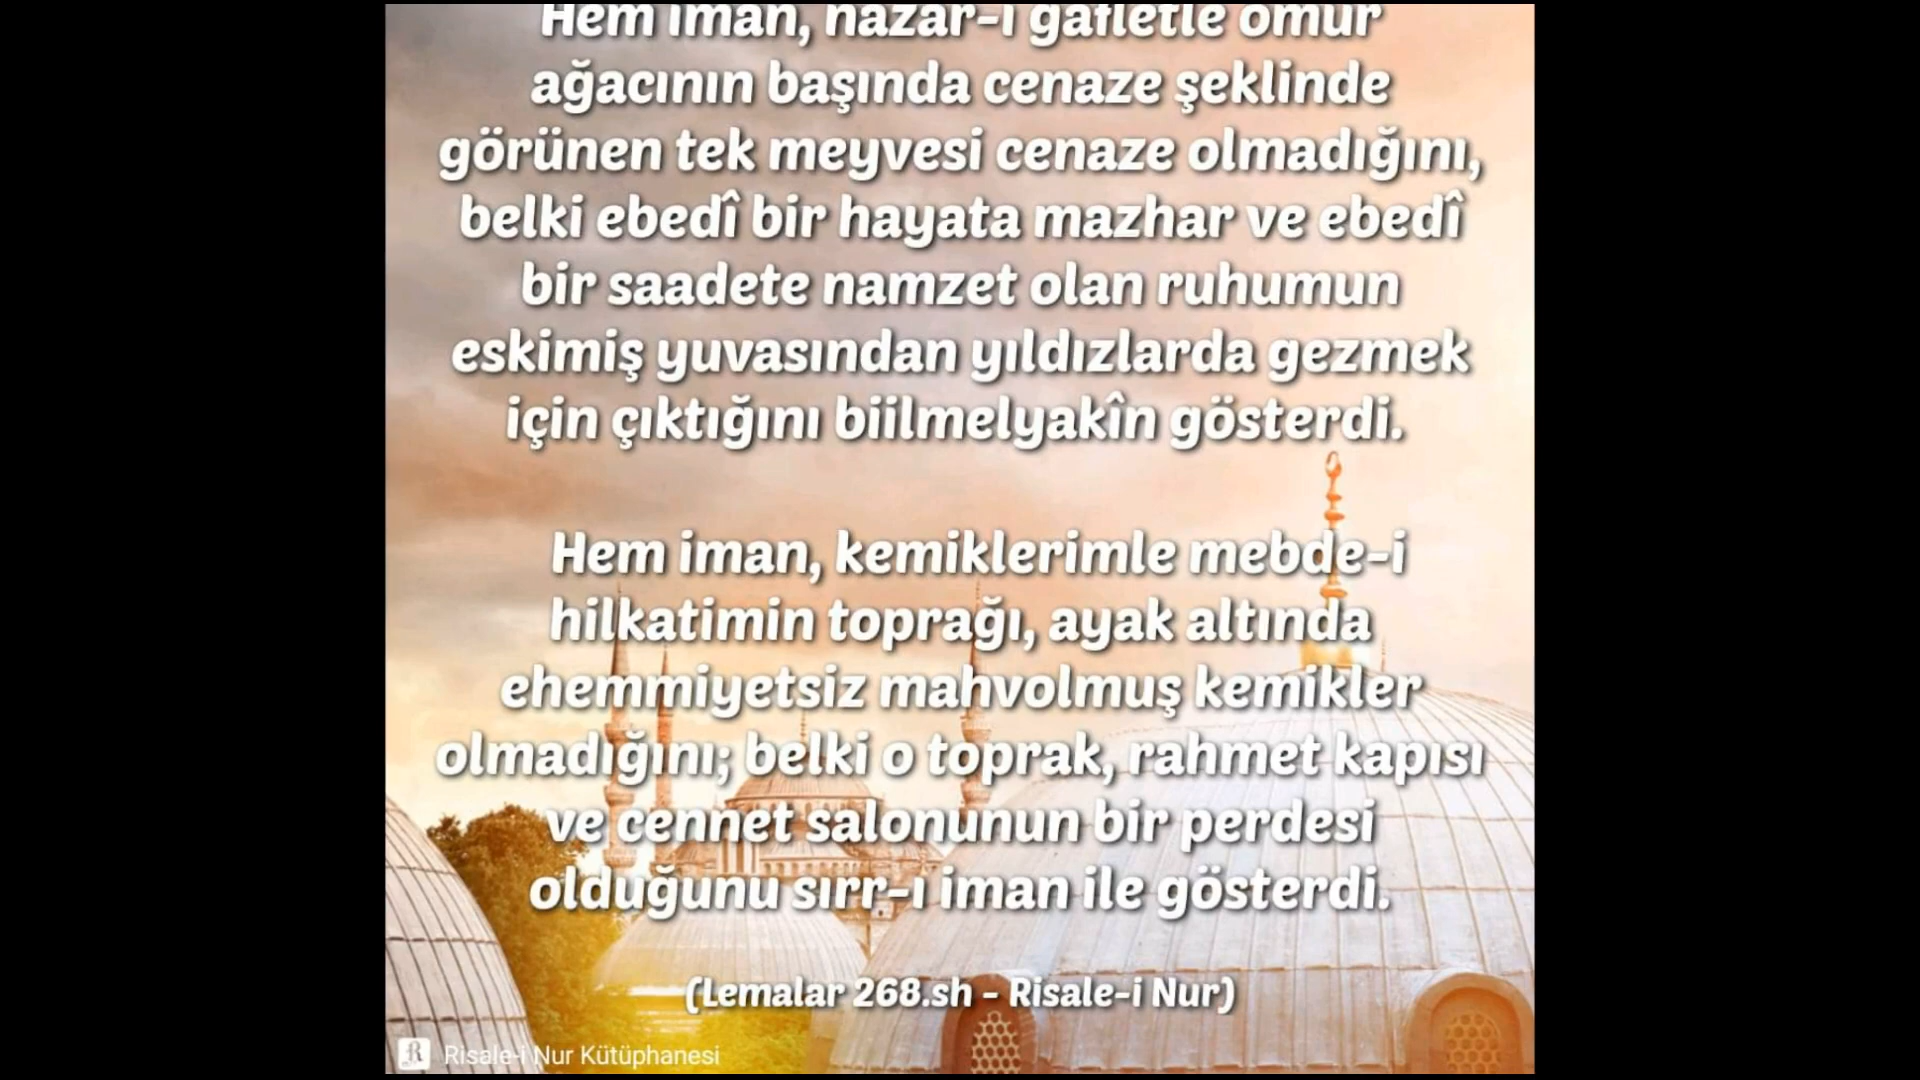 Hem iman, nazar-ı gafletle ömür
ağacının başında cenaze şeklinde
görünen tek meyvesi cenaze olmadığını,
belki ebedî bir hayata mazhar ve ebedî
bir saadete namzet olan ruhumun
eskimiş yuvasından yıldızlarda gezmek
için çıktığını biilmelyakîn gösterdi.
Hem iman, kemiklerimle mebde-i
hilkatimin toprağı, ayak altında
ehemmiyetsiz mahvolmuş kemikler
olmadığını; belki o toprak, rahmet kapısı
ve cennet salonunun bir perdesi
olduğunu sırr-ı iman ile gösterdi.
(Lemalar 268.sh - Risale-i Nur)
Risale-i Nur Kütüphanesi